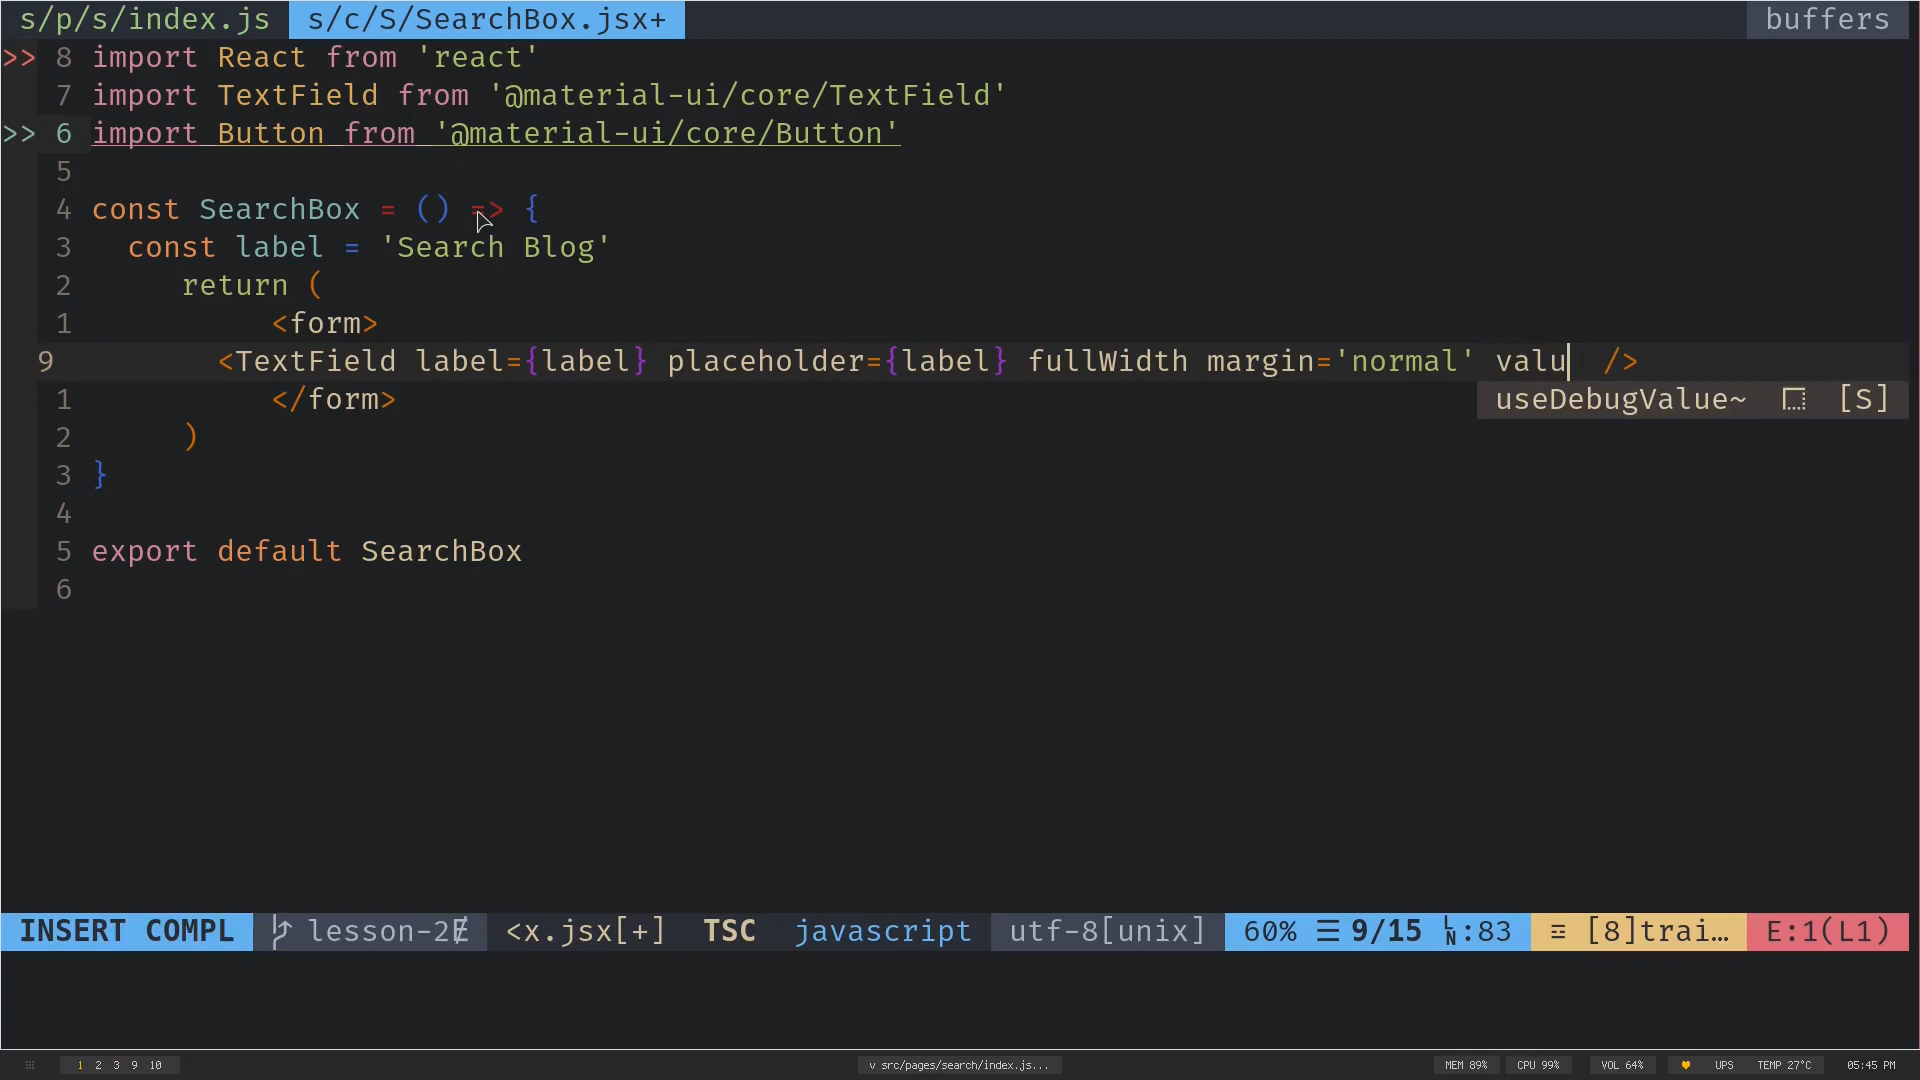 s/p/s/index.js s/c/S/SearchBox.jsx+ buffers
>> 8 import React from 'react'
7 import TextField from '@material-ui/core/TextField'
>> 6 import Button from '@material-ui/core/Button'
5
4 const SearchBox = () => {
3 const label = 'Search Blog'
2 return (
1 <form>
9 <TextField label={label} placeholder={label} fullWidth margin='normal' valu />
1 </form> useDebugValue~ [S]
2 )
3 }
4
5 export default SearchBox
6
INSERT COMPL lesson-2 <x.jsx[+] TSC javascript utf-8[unix] 60% ☰ 9/15 LN:83 [8]trai… E:1(L1)
1 2 3 9 10 v src/pages/search/index.js... MEM 89% CPU 99% VOL 64% UPS TEMP 27°C 05:45 PM